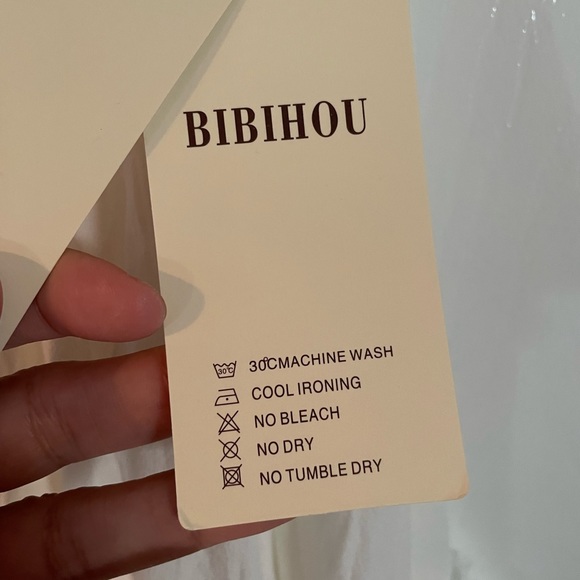 BIBIHOU
30℃MACHINE WASH
COOL IRONING
NO BLEACH
NO DRY
NO TUMBLE DRY